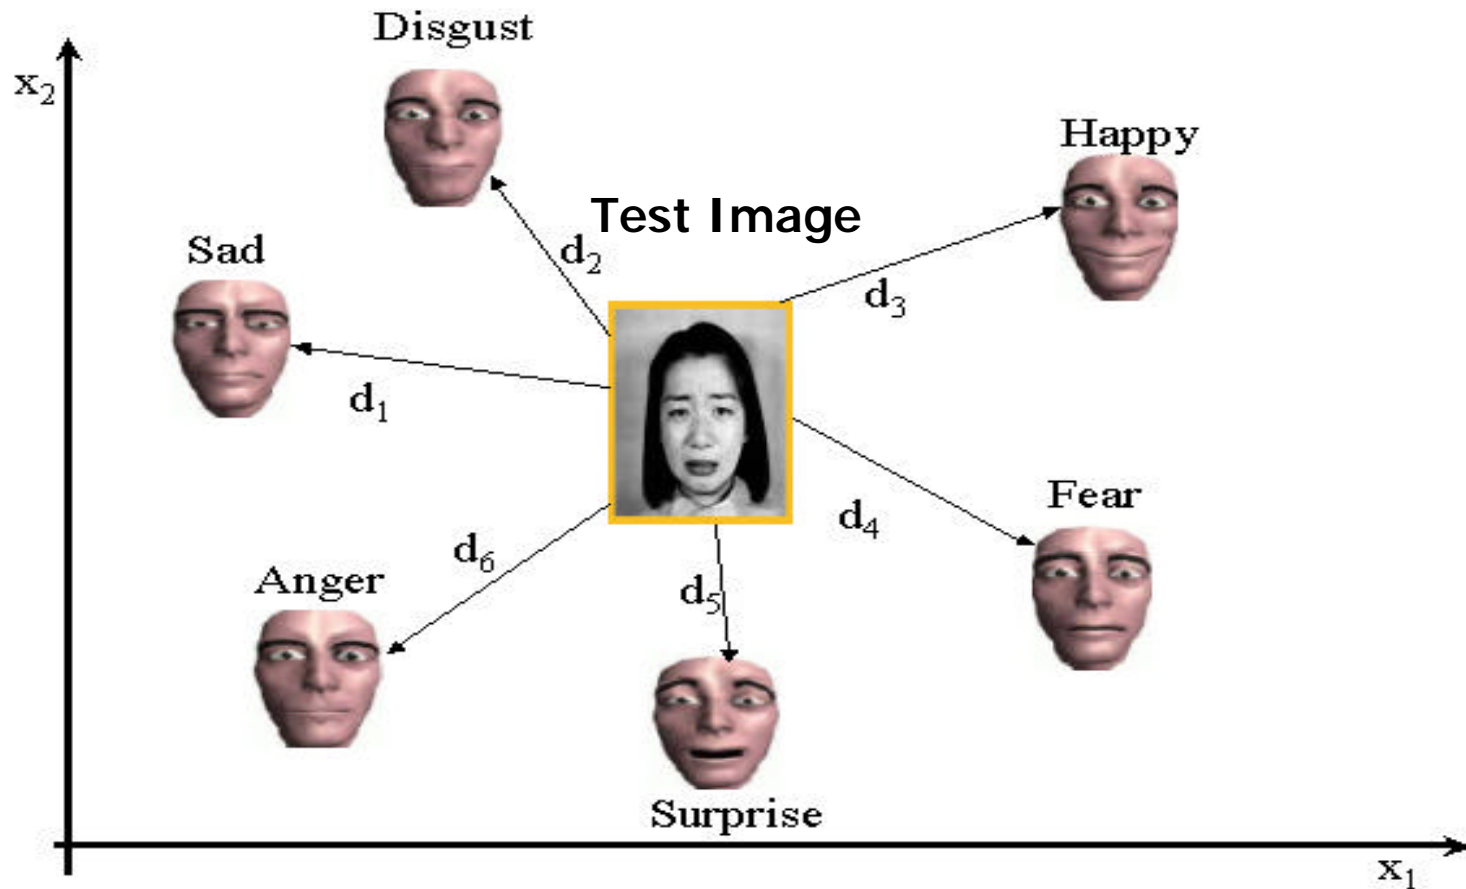 Disgust
x₂
Happy
Test Image
Sad
d₂
d₃
d₁
Fear
d₄
d₆
Anger
d₅
Surprise
x₁